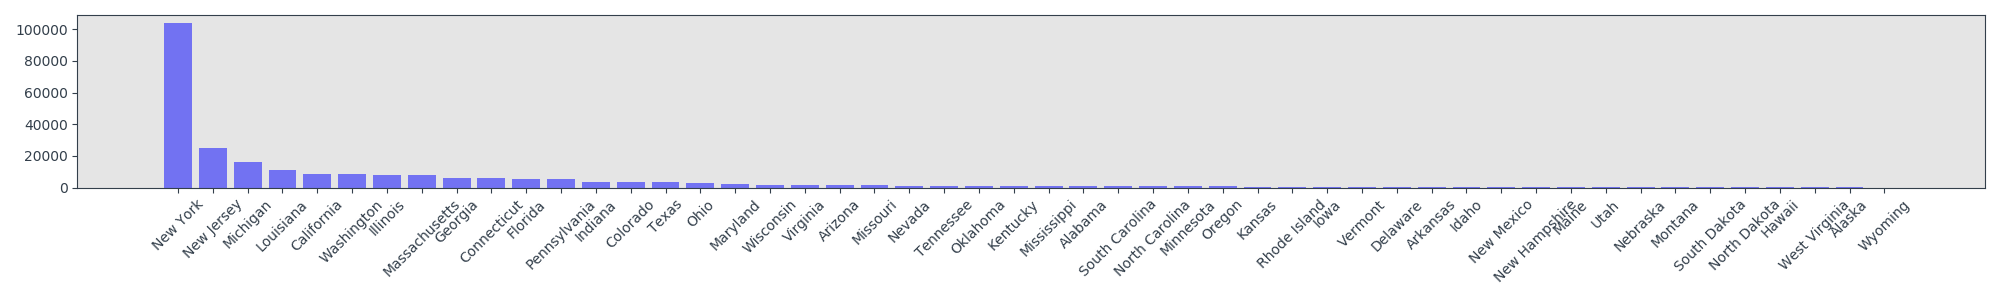 100000
80000
60000
40000
20000
0
New York
New Jersey
Michigan
Louisiana
California
Washington
Illinois
Massachusetts
Georgia
Connecticut
Florida
Pennsylvania
Indiana
Colorado
Texas
Ohio
Maryland
Wisconsin
Virginia
Arizona
Missouri
Nevada
Tennessee
Oklahoma
Kentucky
Mississippi
Alabama
South Carolina
North Carolina
Minnesota
Oregon
Kansas
Rhode Island
Iowa
Vermont
Delaware
Arkansas
Idaho
New Mexico
New Hampshire
Maine
Utah
Nebraska
Montana
South Dakota
North Dakota
Hawaii
West Virginia
Alaska
Wyoming